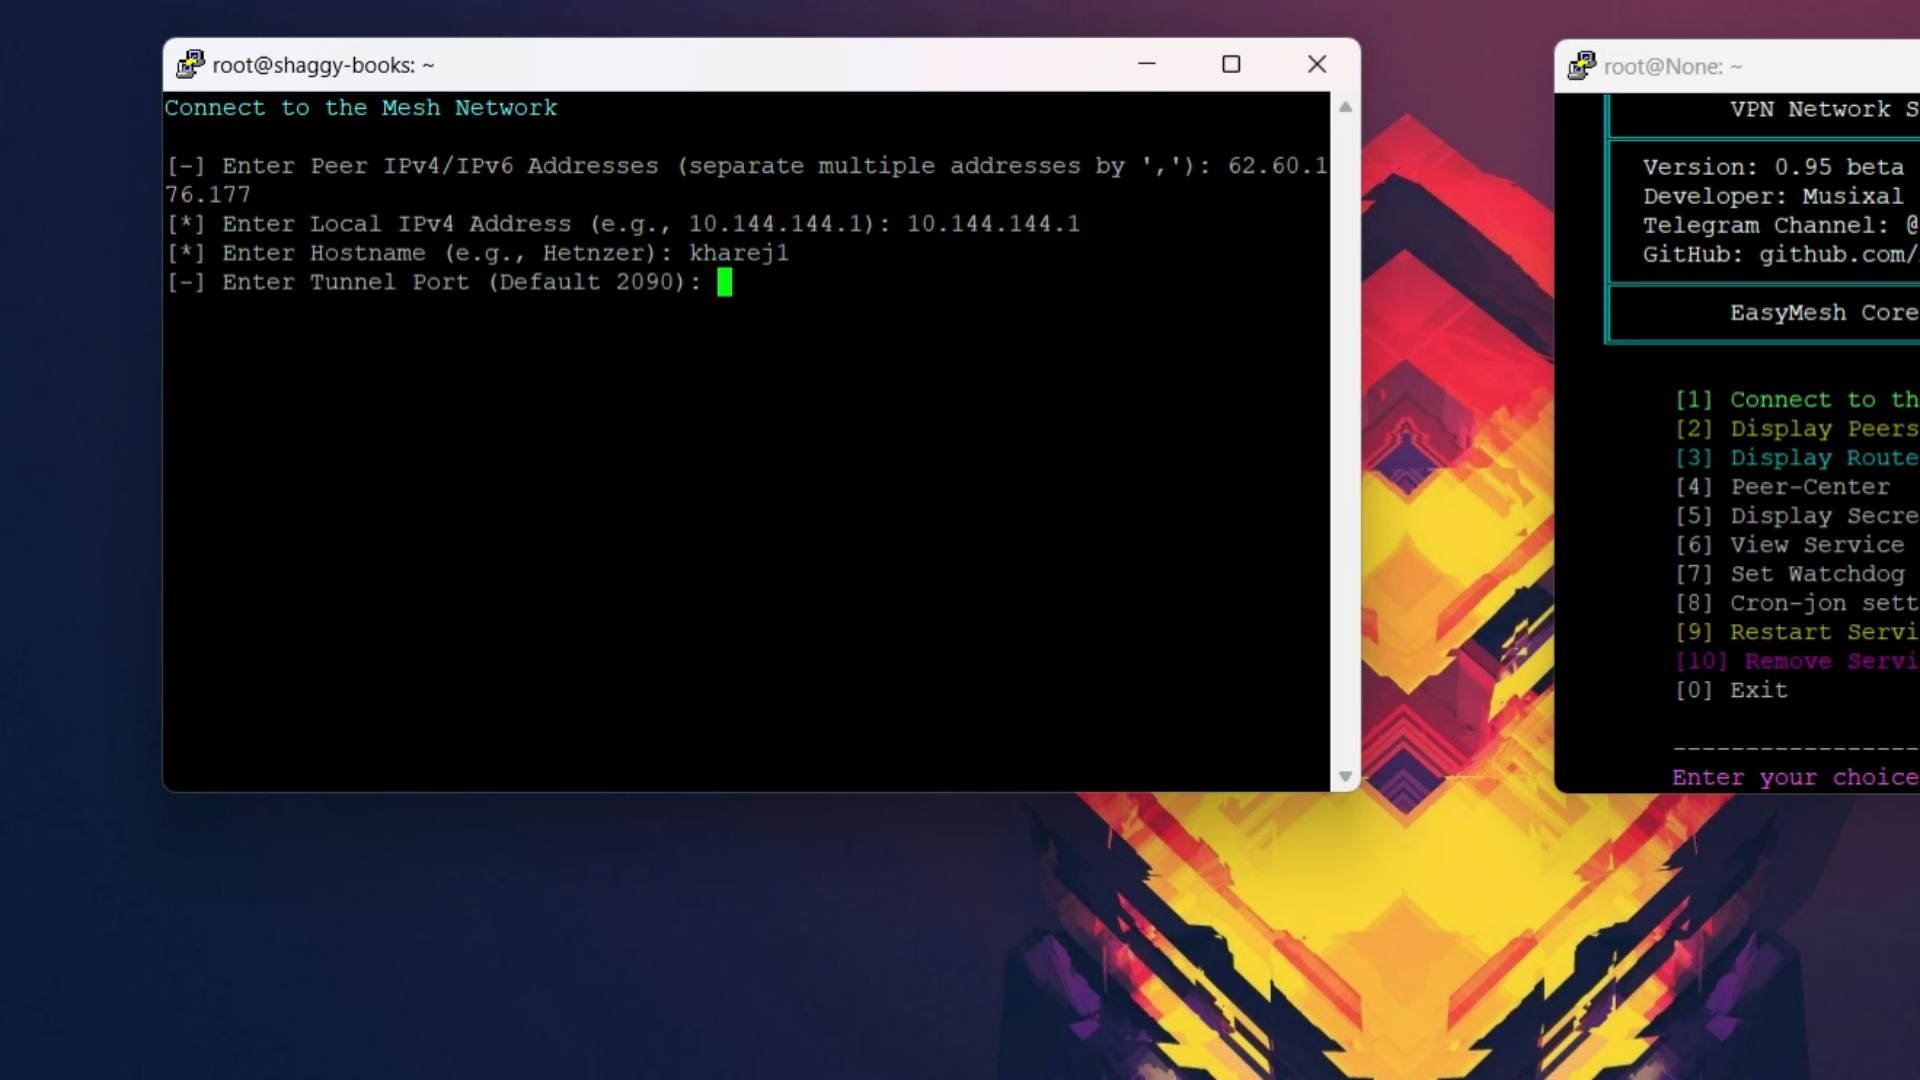 root@shaggy-books: ~
Connect to the Mesh Network
[-] Enter Peer IPv4/IPv6 Addresses (separate multiple addresses by ','): 62.60.1
76.177
[*] Enter Local IPv4 Address (e.g., 10.144.144.1): 10.144.144.1
[*] Enter Hostname (e.g., Hetnzer): kharej1
[-] Enter Tunnel Port (Default 2090):
root@None: ~
VPN Network S
Version: 0.95 beta
Developer: Musixal
Telegram Channel: @
GitHub: github.com/
EasyMesh Core
[1] Connect to th
[2] Display Peers
[3] Display Route
[4] Peer-Center
[5] Display Secre
[6] View Service
[7] Set Watchdog
[8] Cron-jon sett
[9] Restart Servi
[10] Remove Servi
[0] Exit
-----------------
Enter your choice